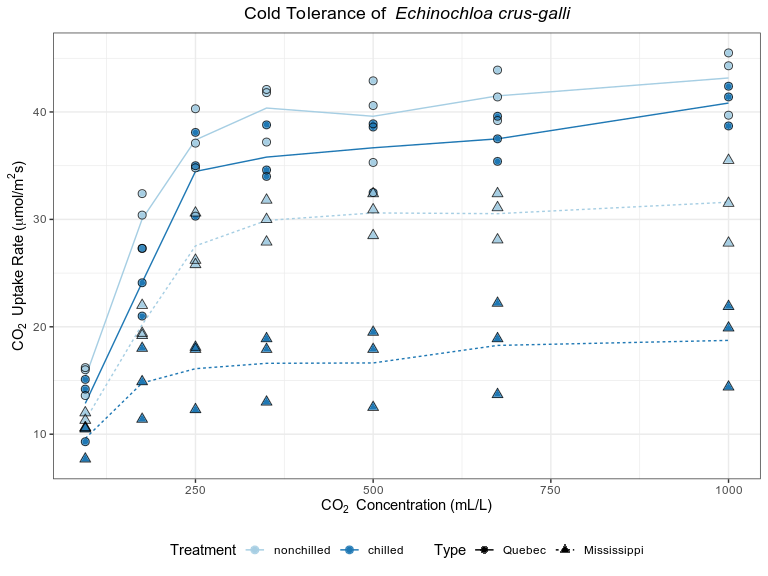 Cold Tolerance of Echinochloa crus-galli
CO2 Uptake Rate (μmol/m2s)
40
30
20
10
250
500
750
1000
CO2 Concentration (mL/L)
Treatment nonchilled chilled Type Quebec Mississippi